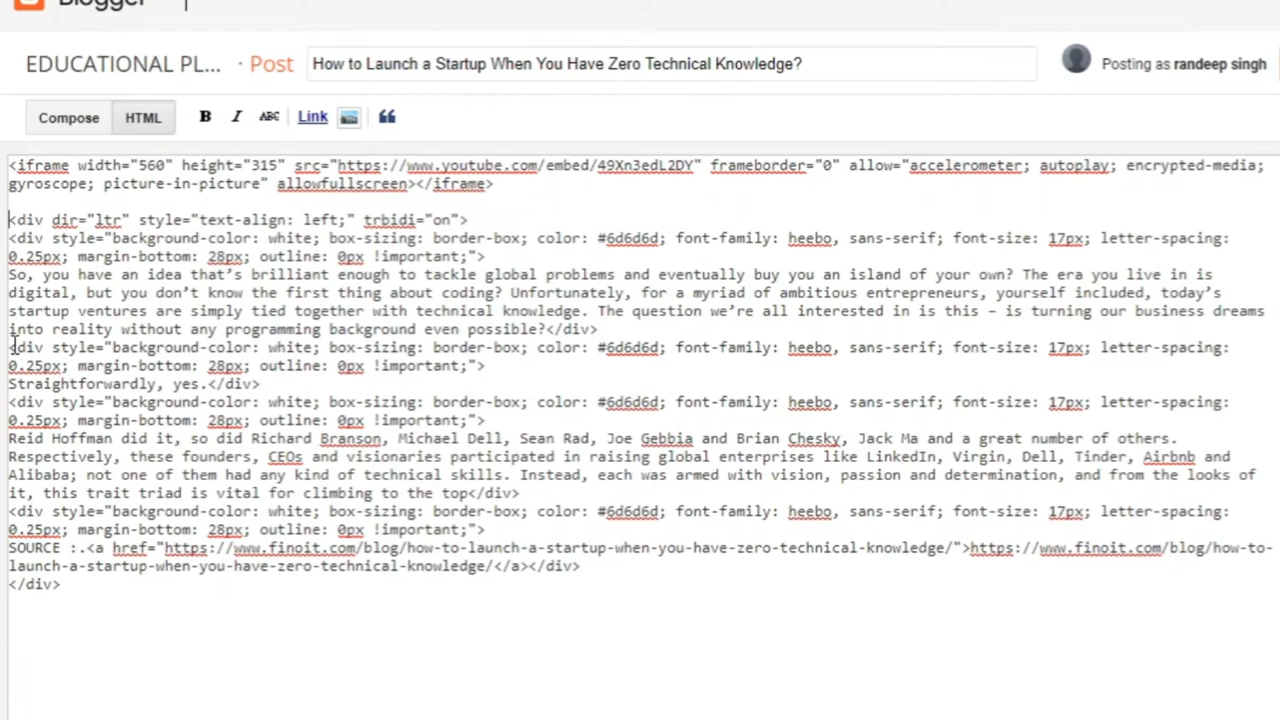 Blogger
EDUCATIONAL PL... · Post How to Launch a Startup When You Have Zero Technical Knowledge? Posting as randeep singh
Compose HTML B I ABC Link
<iframe width="560" height="315" src="https://www.youtube.com/embed/49Xn3edL2DY" frameborder="0" allow="accelerometer; autoplay; encrypted-media;
gyroscope; picture-in-picture" allowfullscreen></iframe>
<div dir="ltr" style="text-align: left;" trbidi="on">
<div style="background-color: white; box-sizing: border-box; color: #6d6d6d; font-family: heebo, sans-serif; font-size: 17px; letter-spacing:
0.25px; margin-bottom: 28px; outline: 0px !important;">
So, you have an idea that’s brilliant enough to tackle global problems and eventually buy you an island of your own? The era you live in is
digital, but you don’t know the first thing about coding? Unfortunately, for a myriad of ambitious entrepreneurs, yourself included, today’s
startup ventures are simply tied together with technical knowledge. The question we’re all interested in is this – is turning our business dreams
into reality without any programming background even possible?</div>
<div style="background-color: white; box-sizing: border-box; color: #6d6d6d; font-family: heebo, sans-serif; font-size: 17px; letter-spacing:
0.25px; margin-bottom: 28px; outline: 0px !important;">
Straightforwardly, yes.</div>
<div style="background-color: white; box-sizing: border-box; color: #6d6d6d; font-family: heebo, sans-serif; font-size: 17px; letter-spacing:
0.25px; margin-bottom: 28px; outline: 0px !important;">
Reid Hoffman did it, so did Richard Branson, Michael Dell, Sean Rad, Joe Gebbia and Brian Chesky, Jack Ma and a great number of others.
Respectively, these founders, CEOs and visionaries participated in raising global enterprises like LinkedIn, Virgin, Dell, Tinder, Airbnb and
Alibaba; not one of them had any kind of technical skills. Instead, each was armed with vision, passion and determination, and from the looks of
it, this trait triad is vital for climbing to the top</div>
<div style="background-color: white; box-sizing: border-box; color: #6d6d6d; font-family: heebo, sans-serif; font-size: 17px; letter-spacing:
0.25px; margin-bottom: 28px; outline: 0px !important;">
SOURCE :.<a href="https://www.finoit.com/blog/how-to-launch-a-startup-when-you-have-zero-technical-knowledge/">https://www.finoit.com/blog/how-to-
launch-a-startup-when-you-have-zero-technical-knowledge/</a></div>
</div>